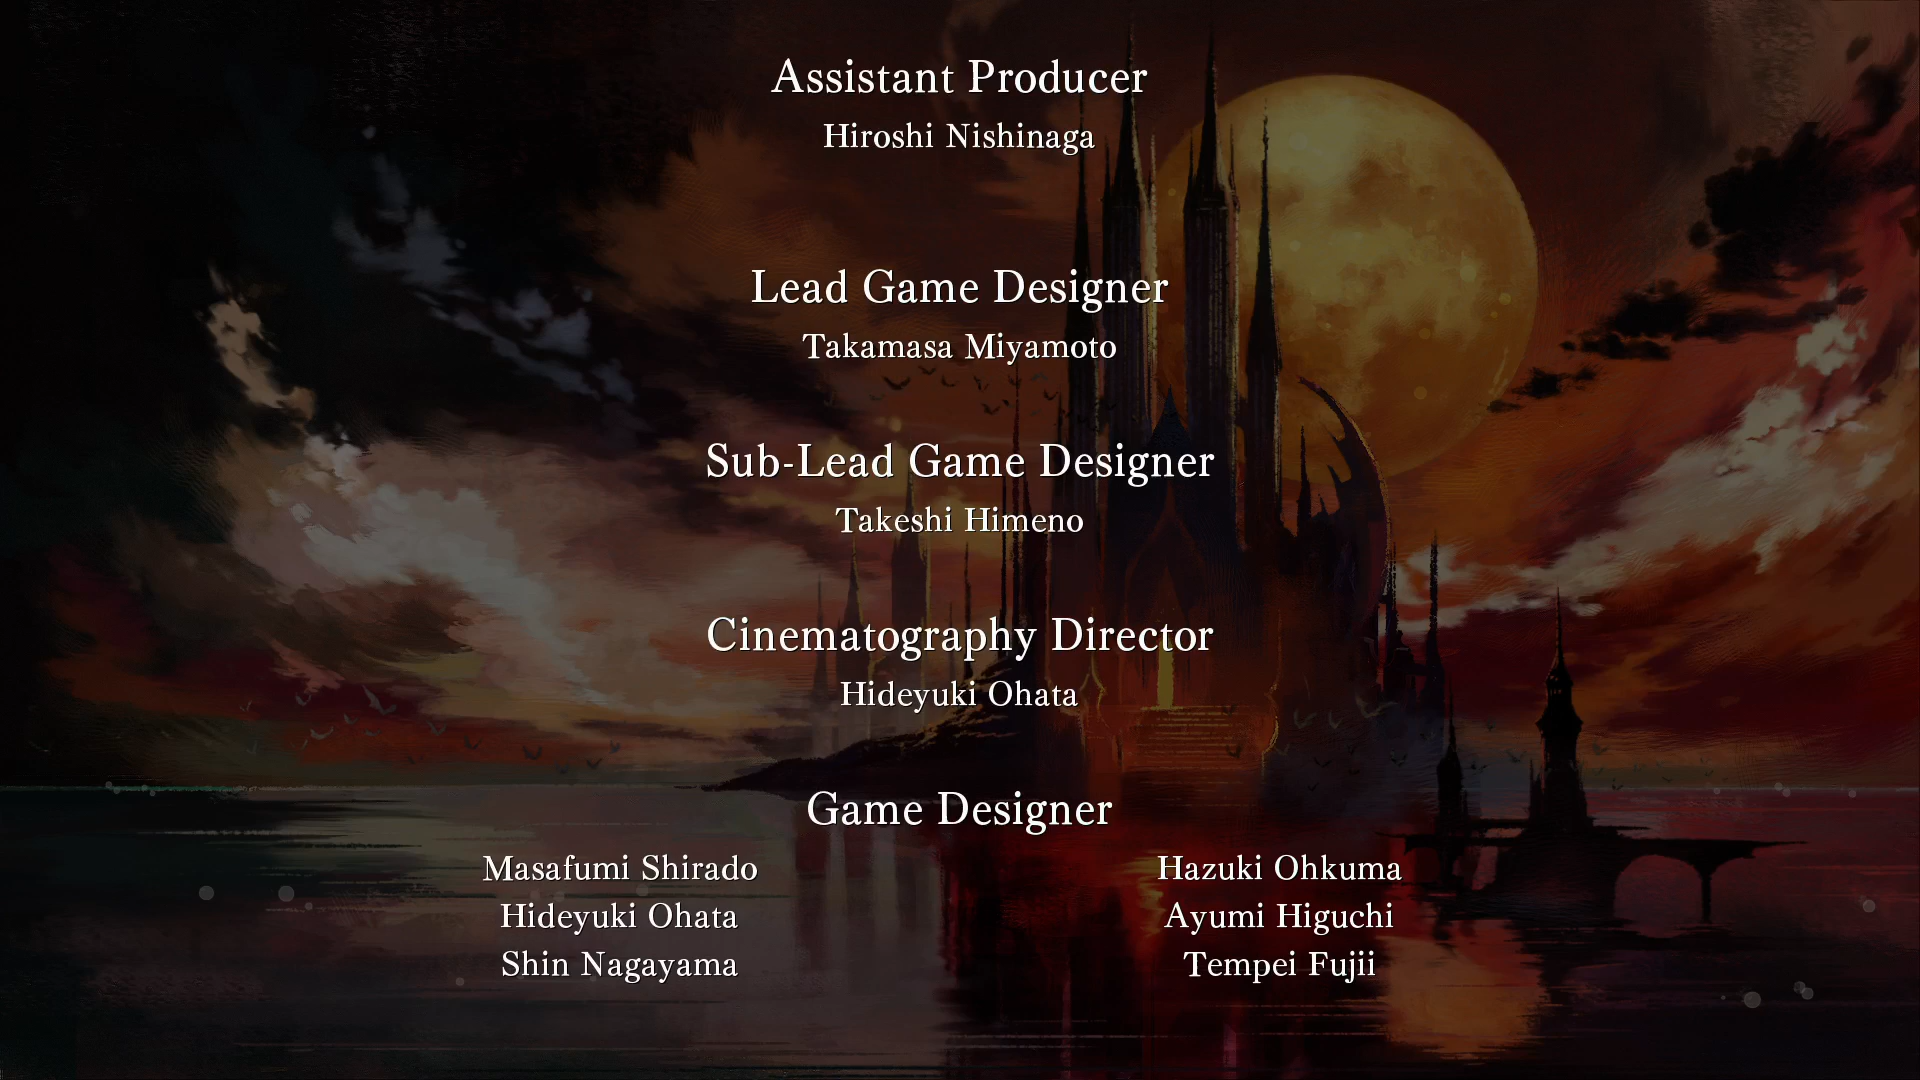 Assistant Producer
Hiroshi Nishinaga
Lead Game Designer
Takamasa Miyamoto
Sub-Lead Game Designer
Takeshi Himeno
Cinematography Director
Hideyuki Ohata
Game Designer
Masafumi Shirado Hazuki Ohkuma
Hideyuki Ohata Ayumi Higuchi
Shin Nagayama Tempei Fujii